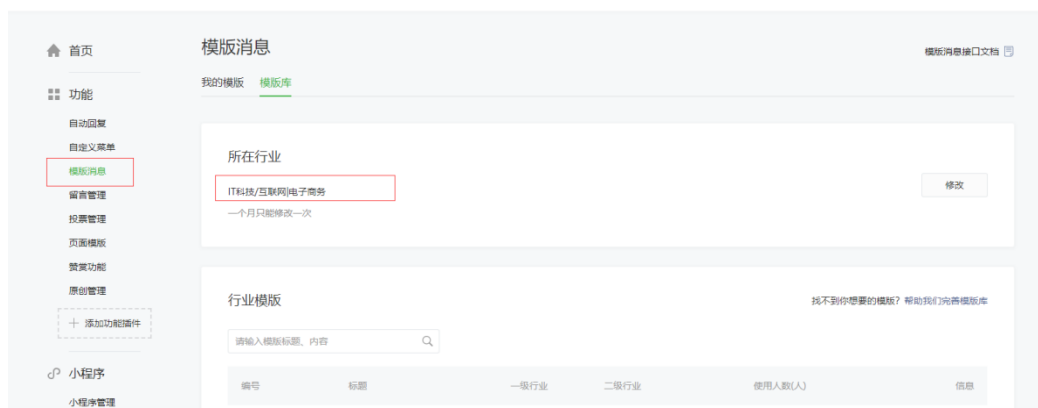 首页
功能
自动回复
自定义菜单
模版消息
留言管理
投票管理
页面模版
赞赏功能
原创管理
添加功能插件
小程序
小程序管理
模版消息
模版消息接口文档
我的模版 模版库
所在行业
IT科技/互联网|电子商务
修改
一个月只能修改一次
行业模版
找不到你想要的模版？帮助我们完善模版库
请输入模版标题、内容
编号 标题 一级行业 二级行业 使用人数(人) 信息